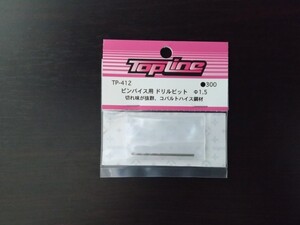 TopLine
TP-412 ●300
ピンバイス用 ドリルビット Φ1.5
切れ味が抜群、コバルトハイス鋼材